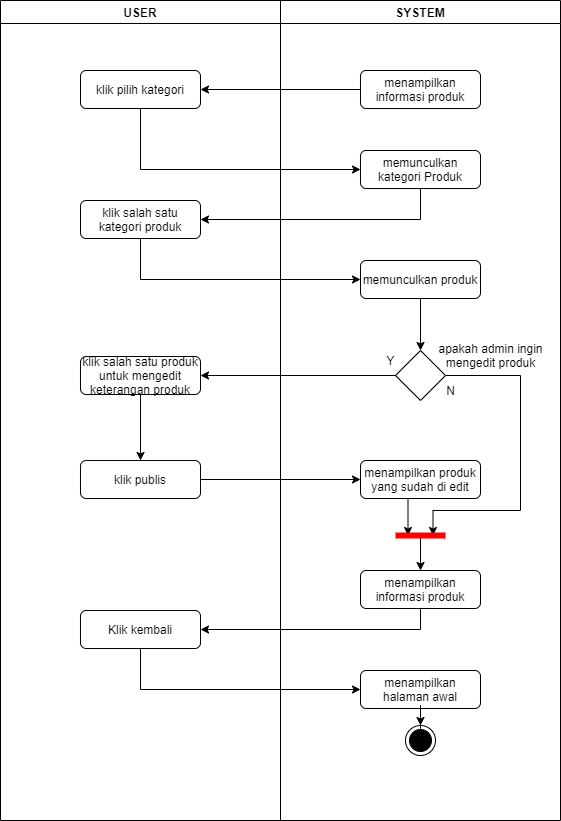 USER
SYSTEM
klik pilih kategori
menampilkan
informasi produk
memunculkan
kategori Produk
klik salah satu
kategori produk
memunculkan produk
apakah admin ingin
mengedit produk
Y
N
klik salah satu produk
untuk mengedit
keterangan produk
klik publis
menampilkan produk
yang sudah di edit
menampilkan
informasi produk
Klik kembali
menampilkan
halaman awal